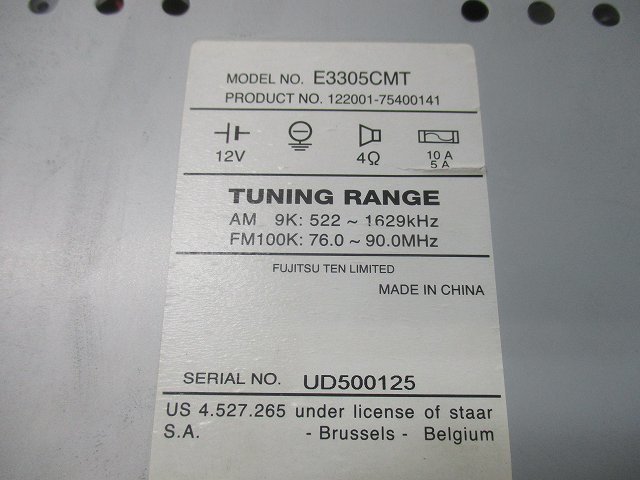 MODEL NO. E3305CMT
PRODUCT NO. 122001-75400141
12V 4Ω 10 A
5 A
TUNING RANGE
AM 9K: 522 ~ 1629kHz
FM100K: 76.0 ~ 90.0MHz
FUJITSU TEN LIMITED
MADE IN CHINA
SERIAL NO. UD500125
US 4.527.265 under license of staar
S.A. - Brussels - Belgium